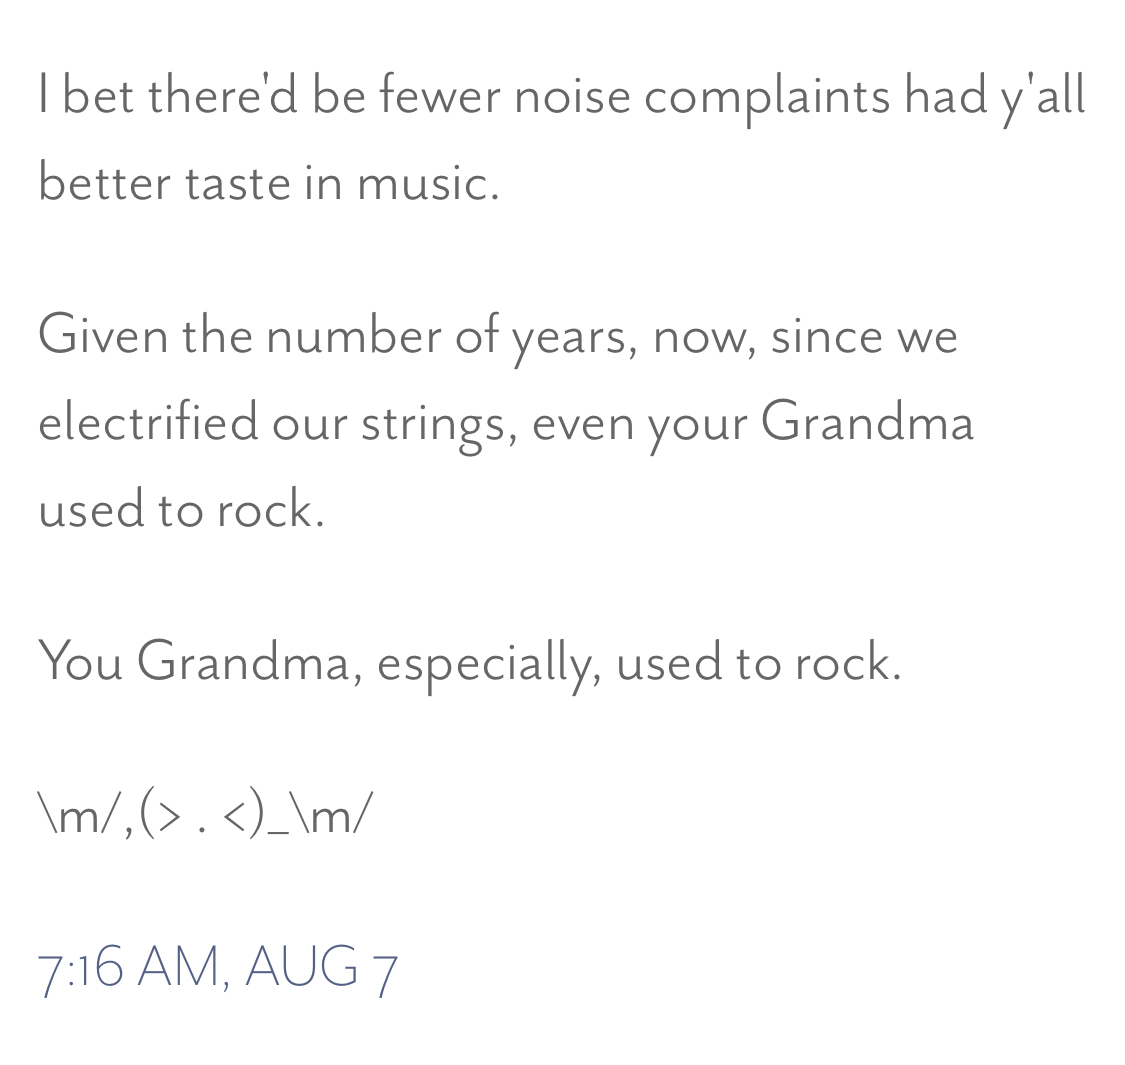 I bet there'd be fewer noise complaints had y'all
better taste in music.
Given the number of years, now, since we
electrified our strings, even your Grandma
used to rock.
You Grandma, especially, used to rock.
\m/,(> . <)_\m/
7:16 AM, AUG 7